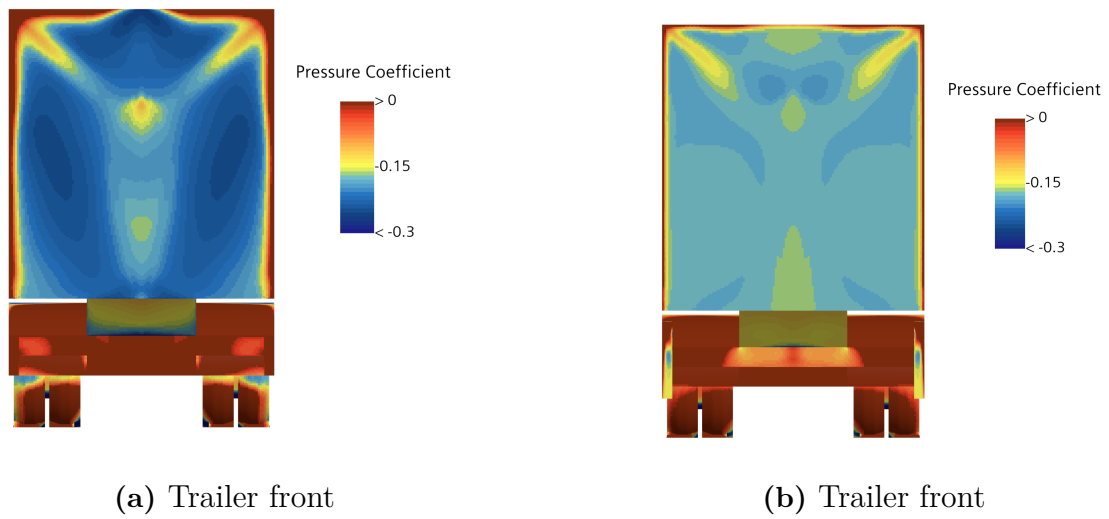 Pressure Coefficient
> 0
-0.15
< -0.3
Pressure Coefficient
> 0
-0.15
< -0.3
(a) Trailer front
(b) Trailer front